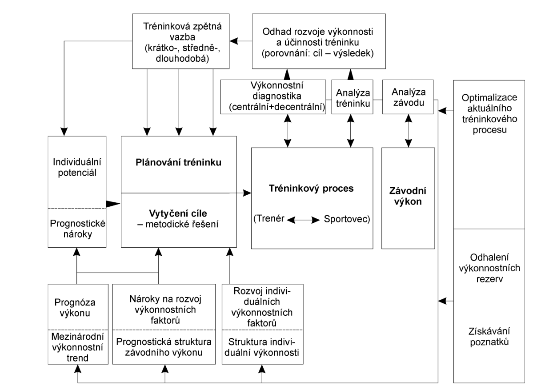 Tréninková zpětná
vazba
(krátko-, středně-,
dlouhodobá)
Odhad rozvoje výkonnosti
a účinnosti tréninku
(porovnání: cíl – výsledek)
Výkonnostní
diagnostika
(centrální+decentrální)
Analýza
tréninku
Analýza
závodu
Optimalizace
aktuálního
tréninkového
procesu
Individuální
potenciál
Prognostické
nároky
Plánování tréninku
Vytyčení cíle
– metodické řešení
Tréninkový proces
(Trenér
Sportovec)
Závodní
výkon
Odhalení
výkonnostních
rezerv
Získávání
poznatků
Prognóza
výkonu
Mezinárodní
výkonnostní
trend
Nároky na rozvoj
výkonnostních
faktorů
Prognostická struktura
závodního výkonu
Rozvoj indivi-
duálních
výkonnostních
faktorů
Struktura indivi-
duální výkonnosti